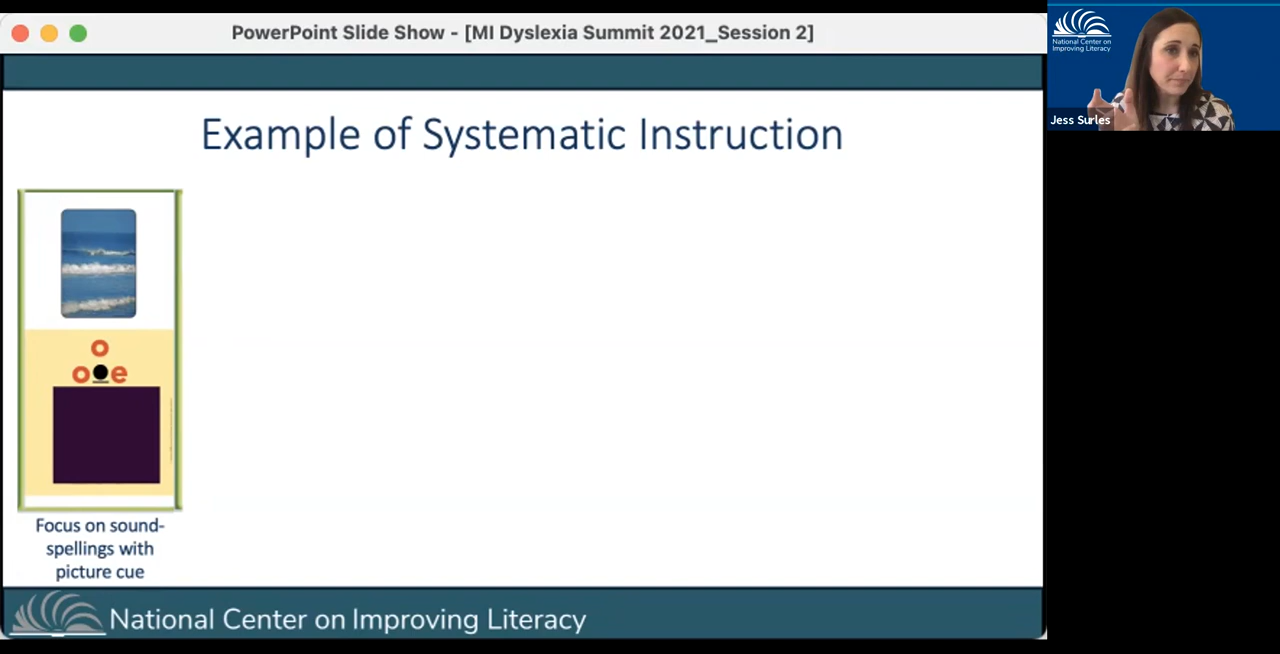 PowerPoint Slide Show - [MI Dyslexia Summit 2021_Session 2]
National Center on
Improving Literacy
Jess Surles
Example of Systematic Instruction
o
o_e
Focus on sound-
spellings with
picture cue
National Center on Improving Literacy